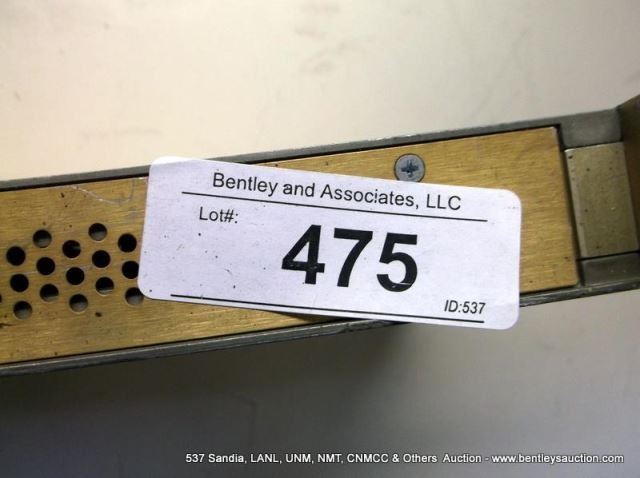 Bentley and Associates, LLC
Lot#:
475
ID:537
537 Sandia, LANL, UNM, NMT, CNMCC & Others Auction - www.bentleysauction.com